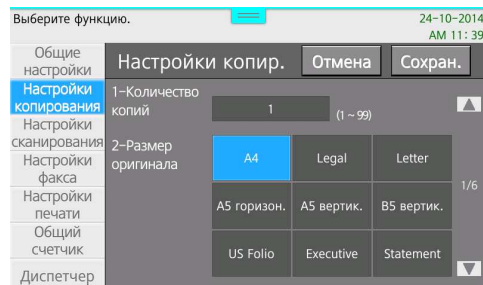 Выберите функцию.
24-10-2014
AM 11:39
Общие
настройки
Настройки
копирования
Настройки
сканирования
Настройки
факса
Настройки
печати
Общий
счетчик
Диспетчер
Настройки копир.
Отмена
Сохран.
1-Количество
копий
1
(1 ~ 99)
2-Размер
оригинала
A4
Legal
Letter
A5 горизон.
A5 вертик.
B5 вертик.
US Folio
Executive
Statement
1/6